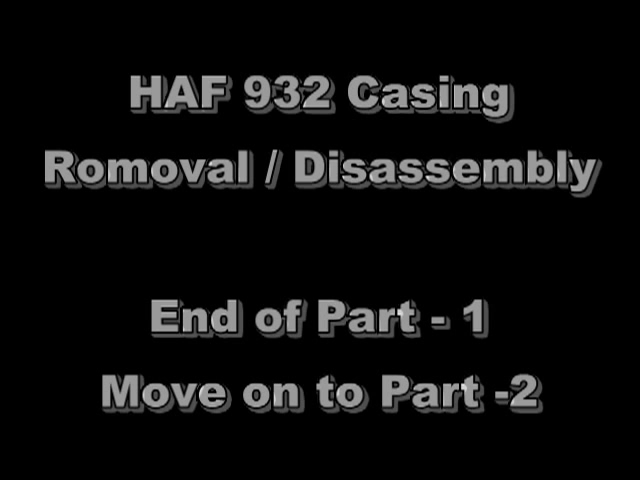 HAF 932 Casing
Romoval / Disassembly
End of Part - 1
Move on to Part -2